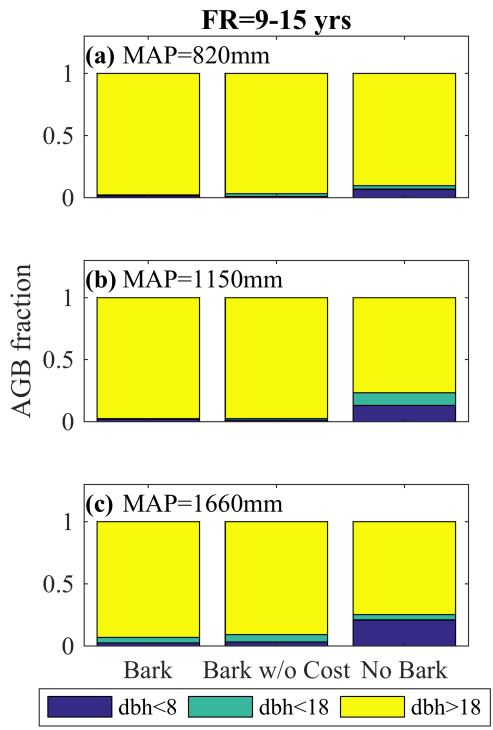 FR=9-15 yrs
(a) MAP=820mm
1
0.5
0
(b) MAP=1150mm
1
0.5
0
AGB fraction
(c) MAP=1660mm
1
0.5
0
Bark Bark w/o Cost No Bark
dbh<8 dbh<18 dbh>18